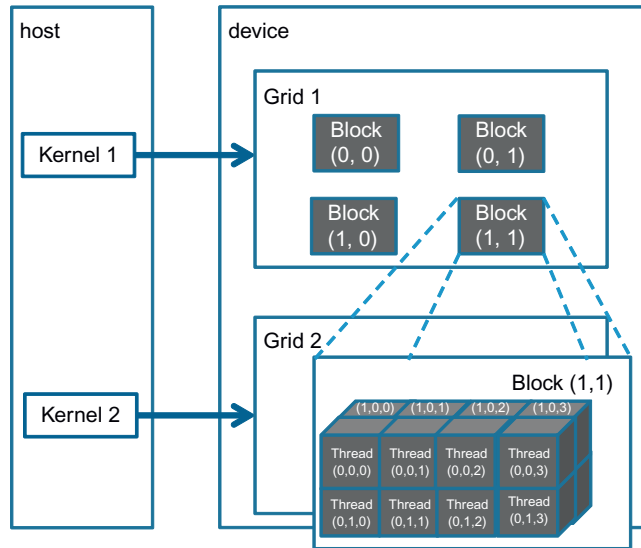 host
device
Grid 1
Kernel 1
Block
(0, 0)
Block
(0, 1)
Block
(1, 0)
Block
(1, 1)
Grid 2
Kernel 2
Block (1,1)
(1,0,0)
(1,0,1)
(1,0,2)
(1,0,3)
Thread
(0,0,0)
Thread
(0,0,1)
Thread
(0,0,2)
Thread
(0,0,3)
Thread
(0,1,0)
Thread
(0,1,1)
Thread
(0,1,2)
Thread
(0,1,3)